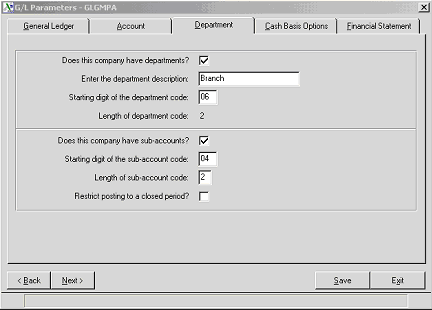 G/L Parameters - GLGMPA
General Ledger Account Department Cash Basis Options Financial Statement
Does this company have departments?
Enter the department description: Branch
Starting digit of the department code: 06
Length of department code: 2
Does this company have sub-accounts?
Starting digit of the sub-account code: 04
Length of sub-account code: 2
Restrict posting to a closed period?
< Back Next > Save Exit